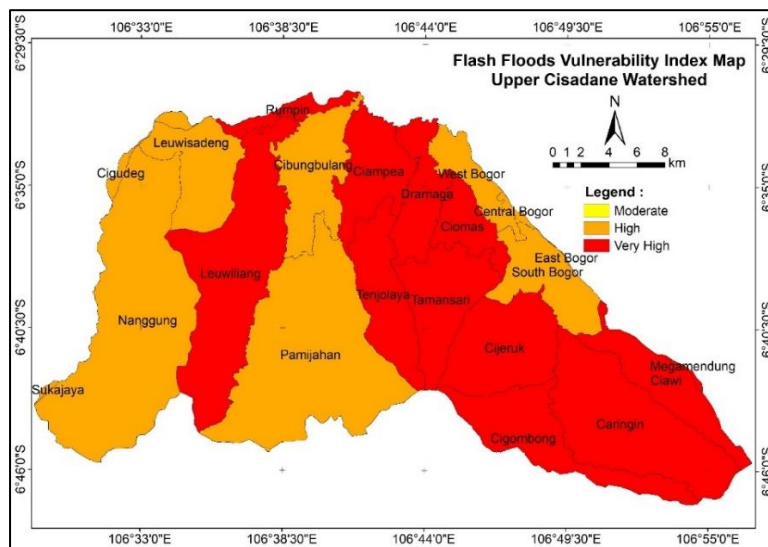 106°33'0"E 106°38'30"E 106°44'0"E 106°49'30"E 106°55'0"E
6°29'30"S 6°29'30"S
Flash Floods Vulnerability Index Map
Upper Cisadane Watershed
N
0 1 2 4 6 8
km
Legend :
Moderate
High
Very High
Rumpin
Leuwisadeng
Cibungbulang
Ciampea
West Bogor
Cigudeg
6°35'0"S 6°35'0"S
Dramaga
Central Bogor
Ciomas
East Bogor
South Bogor
Leuwiliang
Tenjolaya
Tamansari
Nanggung
6°40'30"S 6°40'30"S
Cijeruk
Pamijahan
Megamendung
Ciawi
Sukajaya
Caringin
Cigombong
6°46'0"S 6°46'0"S
106°33'0"E 106°38'30"E 106°44'0"E 106°49'30"E 106°55'0"E